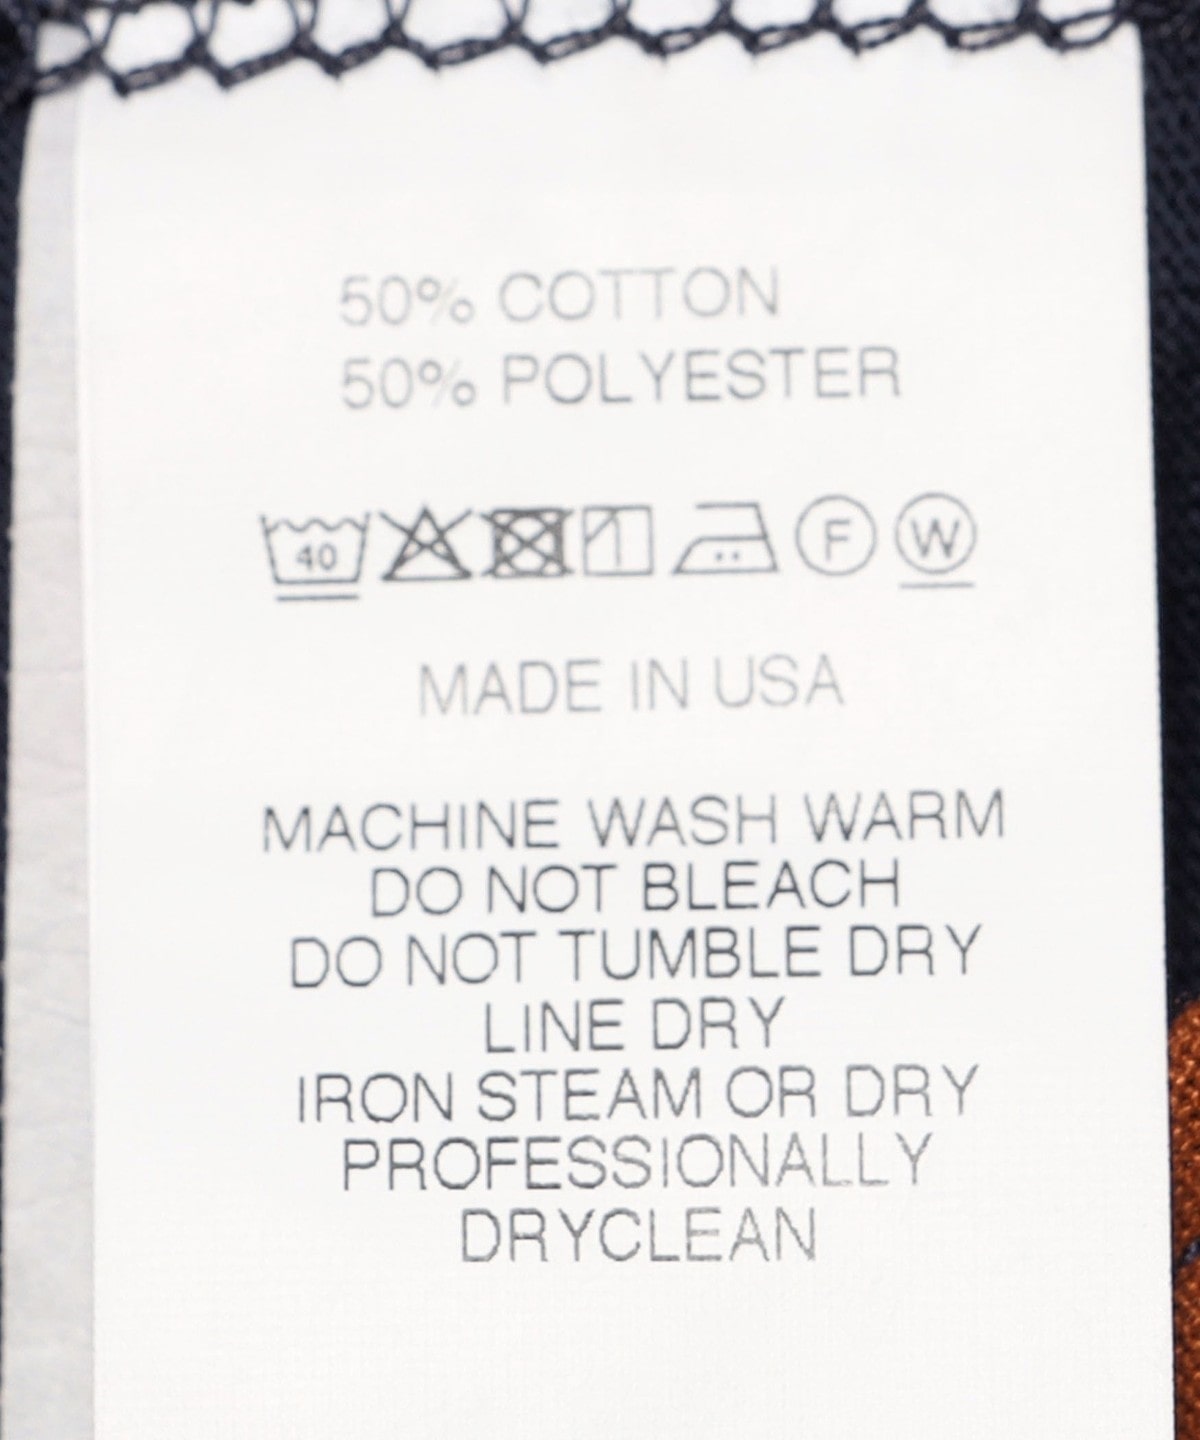 50% COTTON
50% POLYESTER
40 F W
MADE IN USA
MACHINE WASH WARM
DO NOT BLEACH
DO NOT TUMBLE DRY
LINE DRY
IRON STEAM OR DRY
PROFESSIONALLY
DRYCLEAN